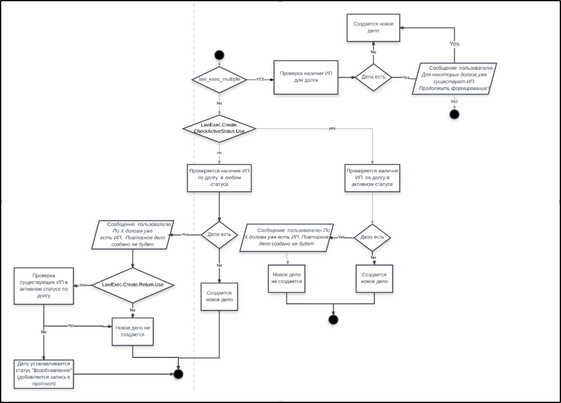 Создается новое
дело
Yes
law_exec_multiple
YES
Проверка наличии ИП
для долга
No
Дела есть
Yes
Сообщение пользователю:
Для некоторых долгов уже
существуют ИП.
Продолжить формирование?
NO
No
LawExec.Create.
CheckActiveStatus.Use
yes
no
Проверяется наличие
ИП по долгу в любом
статусе
Проверяется наличие
ИП по долгу в
активном статусе
Сообщение пользователю
По X долгам уже
есть ИП. Повторное дело
создано не будет
Дело есть
Сообщение пользователю По
X долгам уже есть ИП. Повторное
дело создано не будет
Yes
Дело есть
No
No
Проверка
существующих ИП в
активном статусе по
долгу
Yes
LawExec.Create.Return.Use
Создается
новое дело
Новое дело
не
создается
Создается
новое дело
No
Yes
Новое дело не
создается
No
Делу устанавливается
статус "Возобновление"
(добавляется запись в
протокол)